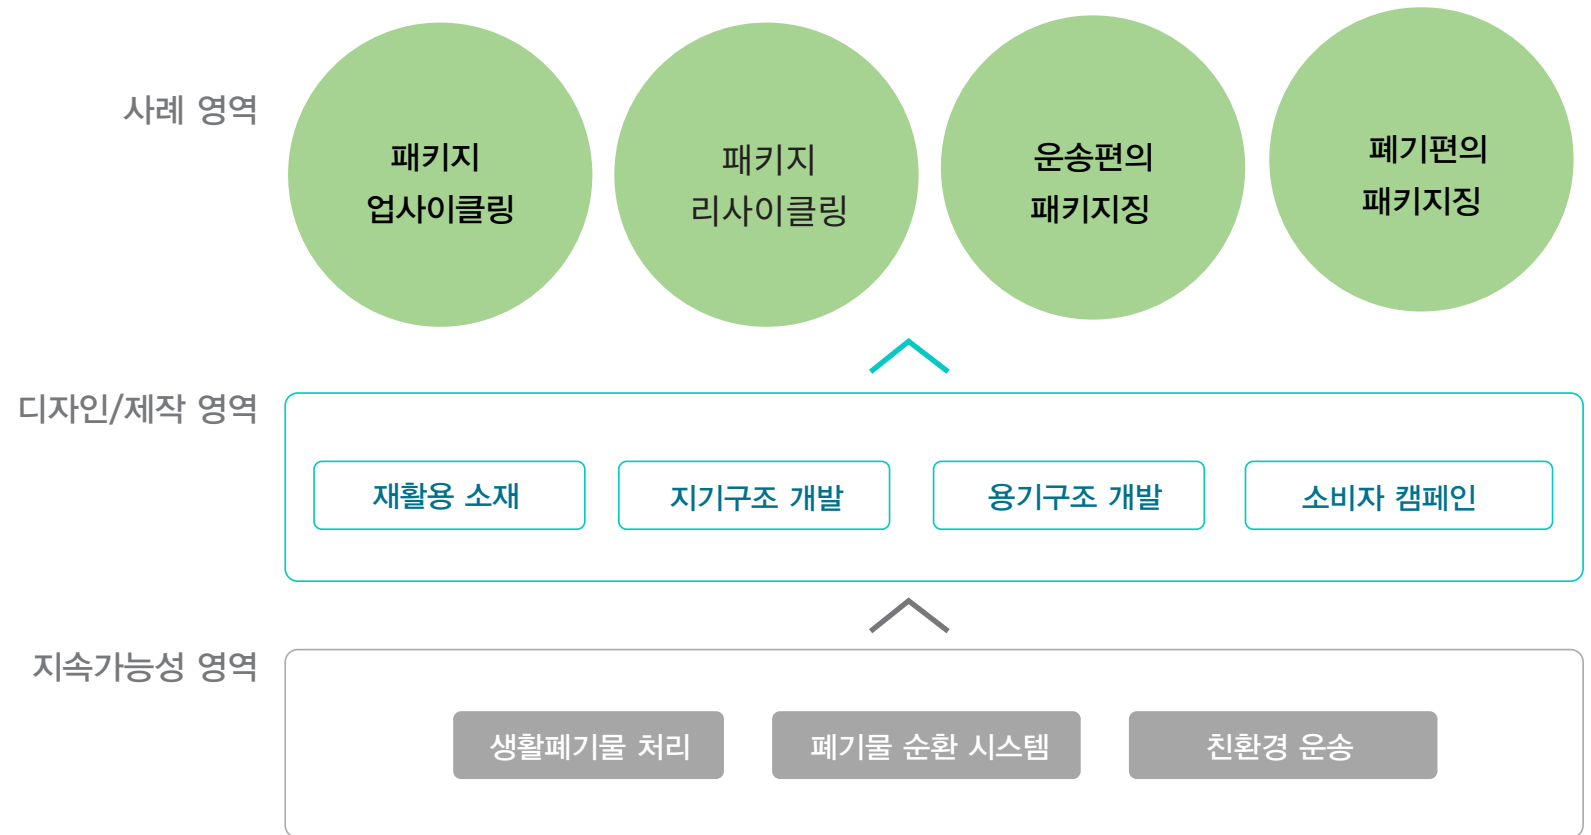 사례 영역
패키지
업사이클링
패키지
리사이클링
운송편의
패키지징
폐기편의
패키지징
디자인/제작 영역
재활용 소재
지기구조 개발
용기구조 개발
소비자 캠페인
지속가능성 영역
생활폐기물 처리
폐기물 순환 시스템
친환경 운송